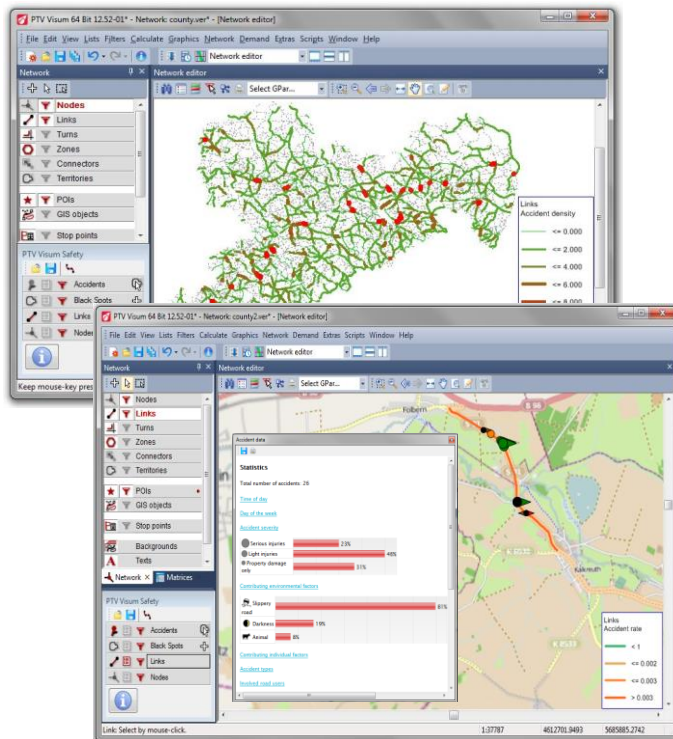 PTV Visum 64 Bit 12.52-01* - Network: county.ver* - [Network editor]
File Edit View Lists Filters Calculate Graphics Network Demand Extras Scripts Window Help
Network editor
Network
Network editor
Select GPar...
Nodes
Links
Turns
Zones
Connectors
Territories
POIs
GIS objects
Stop points
Links
Accident density
<= 0.000
<= 2.000
<= 4.000
<= 6.000
<= 8.000
PTV Visum Safety
Accidents
Black Spots
Links
Nodes
Keep mouse-key pres
PTV Visum 64 Bit 12.52-01* - Network: county2.ver* - [Network editor]
File Edit View Lists Filters Calculate Graphics Network Demand Extras Scripts Window Help
Network editor
Network
Network editor
Select GPar...
Nodes
Links
Turns
Zones
Connectors
Territories
POIs
GIS objects
Stop points
Backgrounds
Texts
Network
Matrices
PTV Visum Safety
Accidents
Black Spots
Links
Nodes
Folbern
B 98
Kalkreuth
K 8533
Accident data
Statistics
Total number of accidents: 26
Time of day
Day of the week
Accident severity
Serious injuries 23%
Light injuries 46%
Property damage only 31%
Contributing environmental factors
Slippery road 81%
Darkness 19%
Animal 8%
Contributing individual factors
Accident types
Involved road users
Links
Accident rate
< 1
<= 0.002
<= 0.003
> 0.003
Link: Select by mouse-click.
1:37787
4612701.9493
5685885.2742